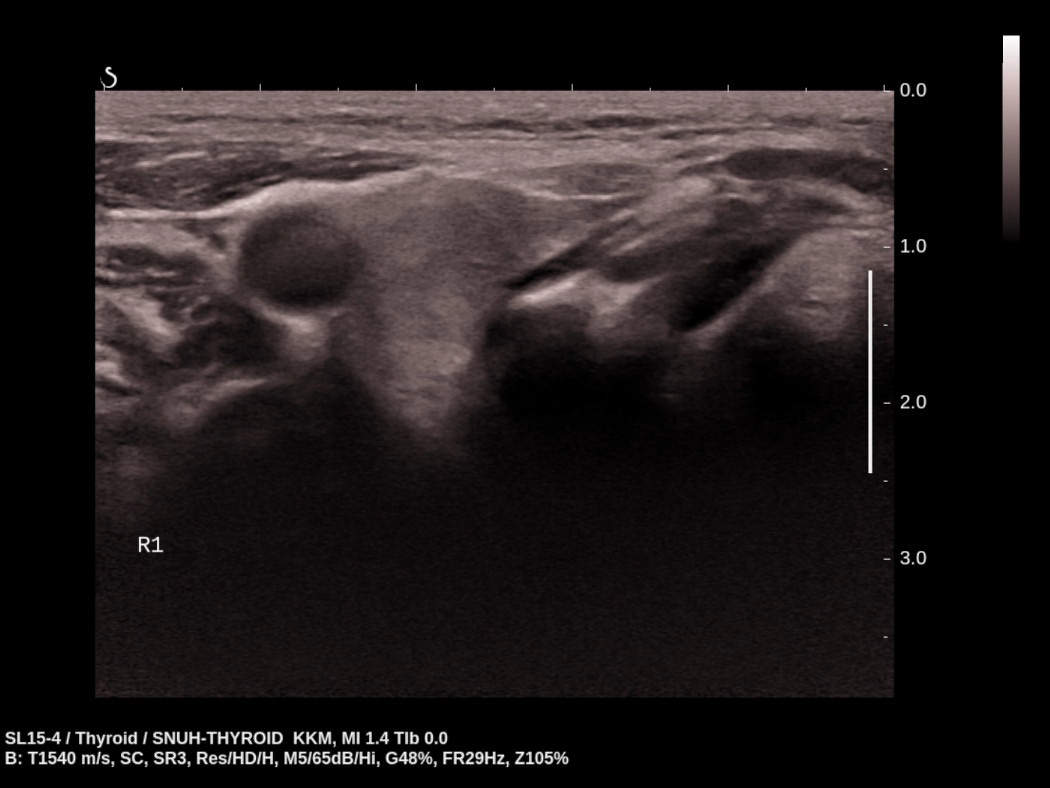 0.0
1.0
2.0
3.0
R1
SL15-4 / Thyroid / SNUH-THYROID KKM, MI 1.4 TIb 0.0
B: T1540 m/s, SC, SR3, Res/HD/H, M5/65dB/Hi, G48%, FR29Hz, Z105%